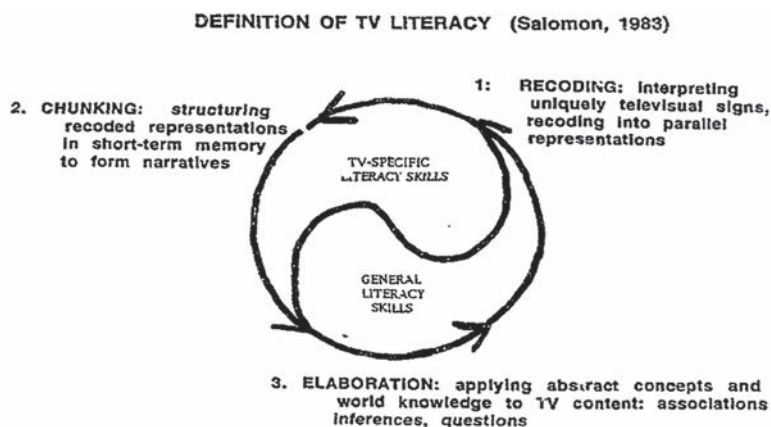 DEFINITION OF TV LITERACY (Salomon, 1983)
1: RECODING: interpreting
uniquely televisual signs,
recoding into parallel
representations
2. CHUNKING: structuring
recoded representations
in short-term memory
to form narratives
TV-SPECIFIC
LITERACY SKILLS
GENERAL
LITERACY
SKILLS
3. ELABORATION: applying abstract concepts and
world knowledge to TV content: associations
inferences, questions